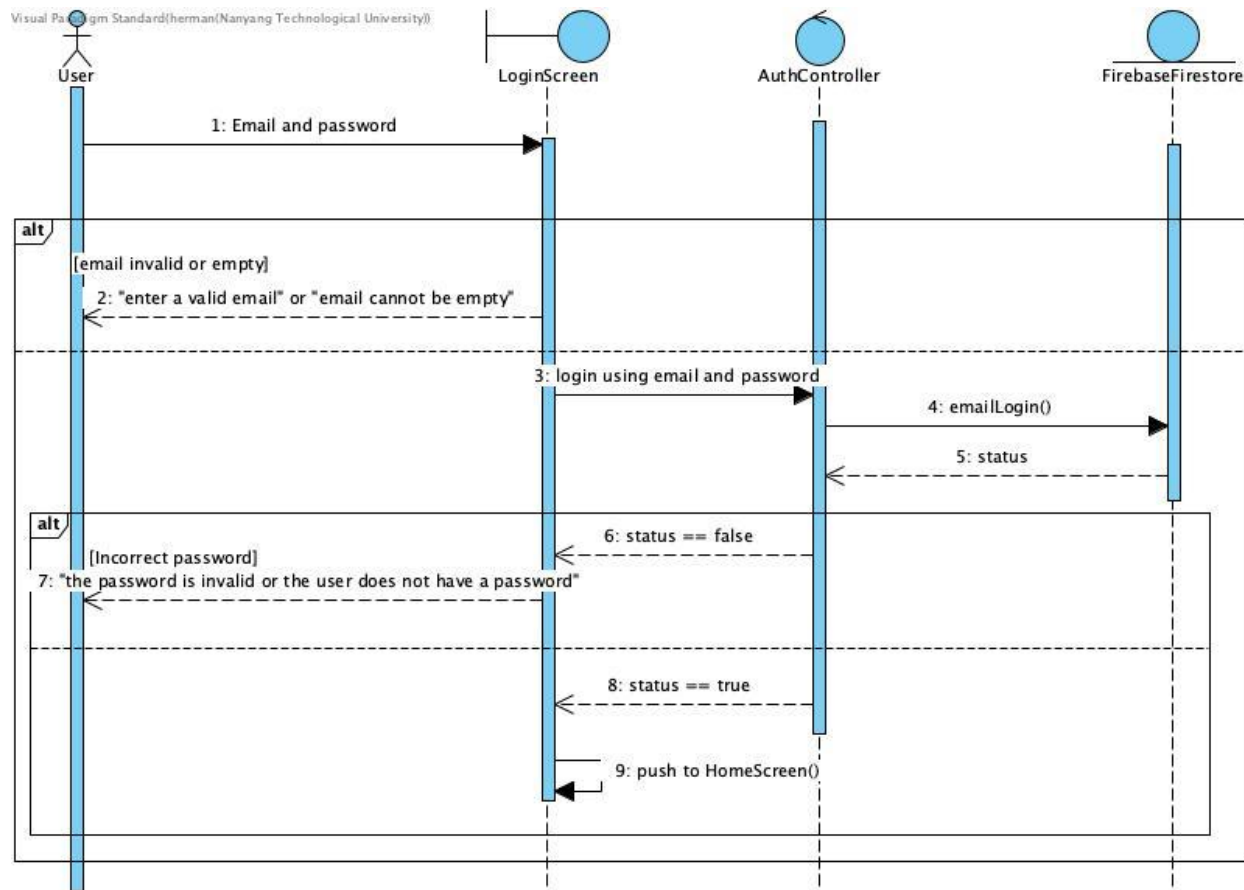 Visual Paradigm Standard(herman(Nanyang Technological University))
User
LoginScreen
AuthController
FirebaseFirestore
1: Email and password
alt
[email invalid or empty]
2: "enter a valid email" or "email cannot be empty"
3: login using email and password
4: emailLogin()
5: status
alt
6: status == false
[Incorrect password]
7: "the password is invalid or the user does not have a password"
8: status == true
9: push to HomeScreen()